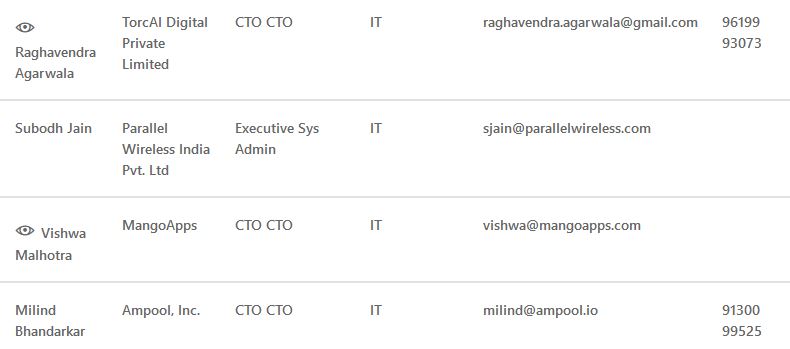 Raghavendra Agarwala TorcAI Digital Private Limited CTO CTO IT raghavendra.agarwala@gmail.com 96199 93073
Subodh Jain Parallel Wireless India Pvt. Ltd Executive Sys Admin IT sjain@parallelwireless.com
Vishwa Malhotra MangoApps CTO CTO IT vishwa@mangoapps.com
Milind Bhandarkar Ampool, Inc. CTO CTO IT milind@ampool.io 91300 99525